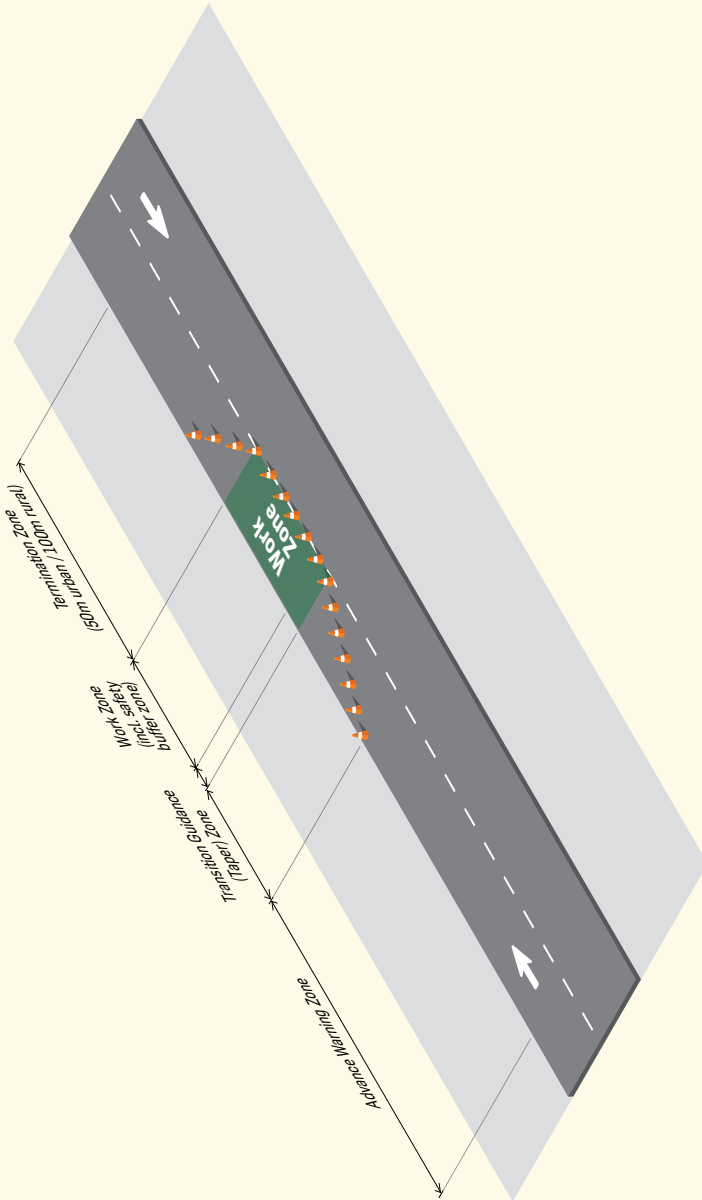 Termination Zone
(50m urban /100m rural)
Work Zone
(incl. safety
buffer zone)
Transition Guidance
(Taper) Zone
Advance Warning Zone
Work
Zone